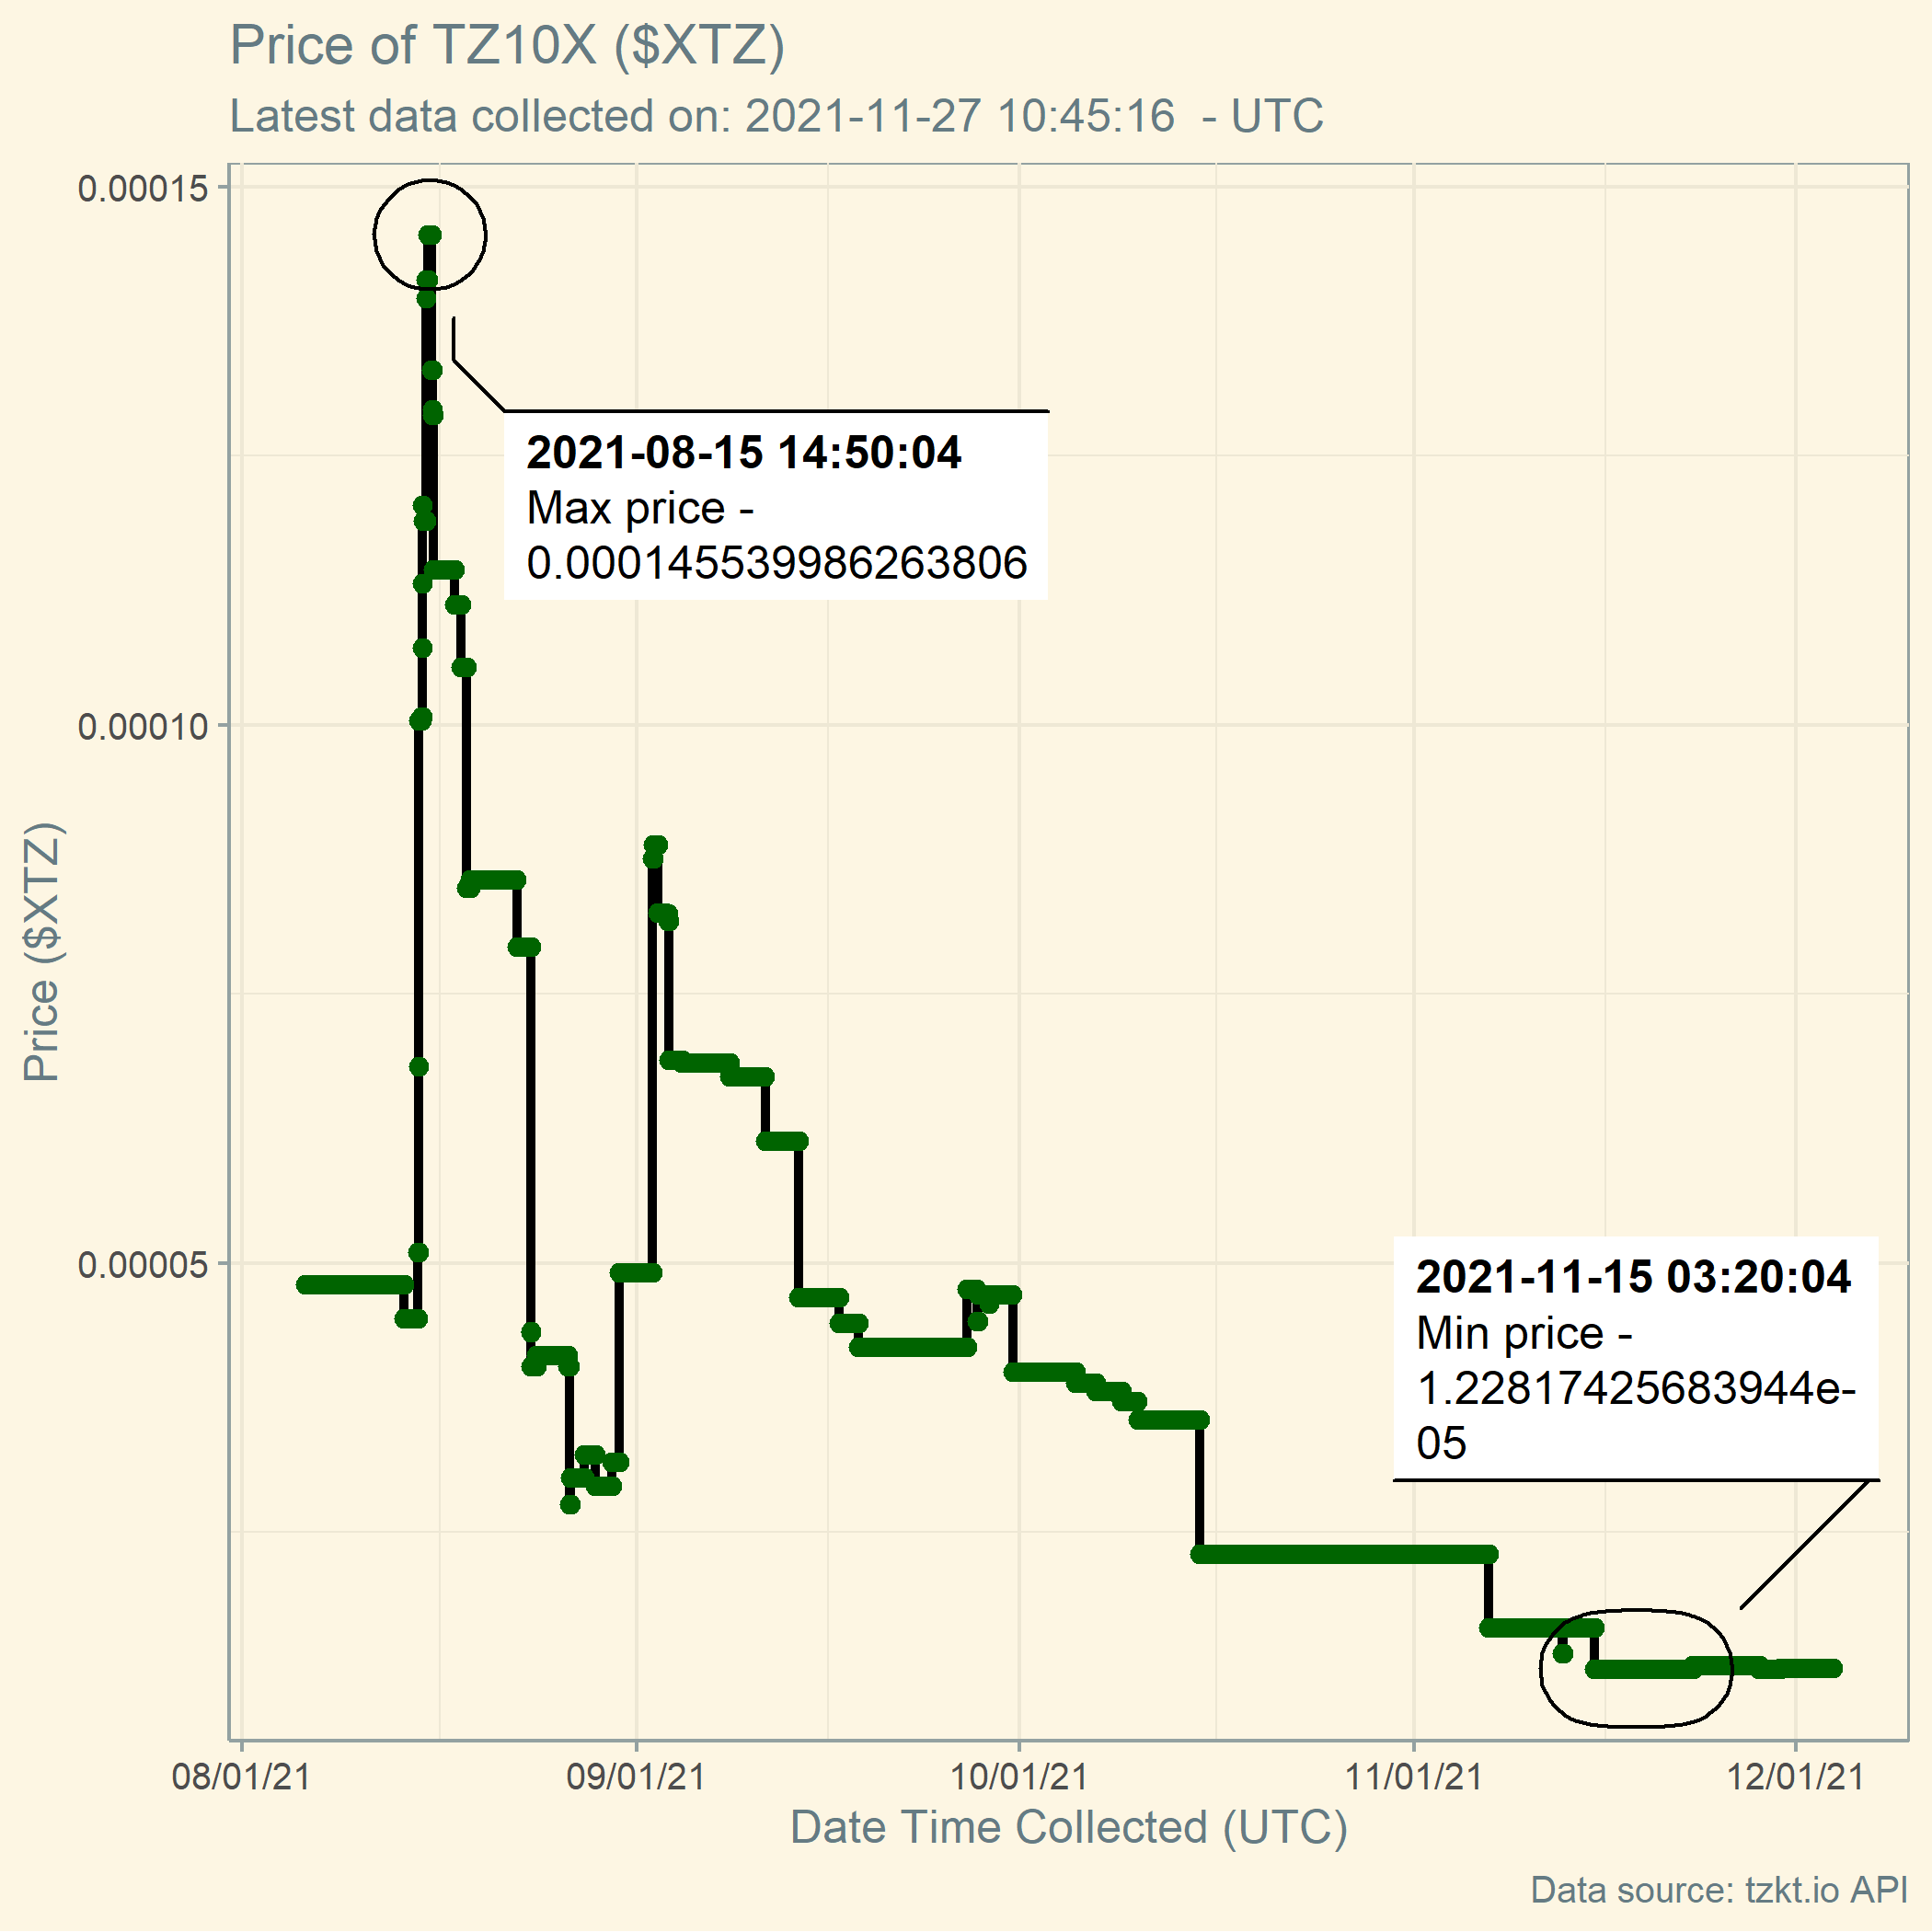 Price of TZ10X ($XTZ)
Latest data collected on: 2021-11-27 10:45:16  - UTC
0.00015
0.00010
0.00005
Price ($XTZ)
2021-08-15 14:50:04
Max price -
0.000145539986263806
2021-11-15 03:20:04
Min price -
1.22817425683944e-
05
08/01/21
09/01/21
10/01/21
11/01/21
12/01/21
Date Time Collected (UTC)
Data source: tzkt.io API